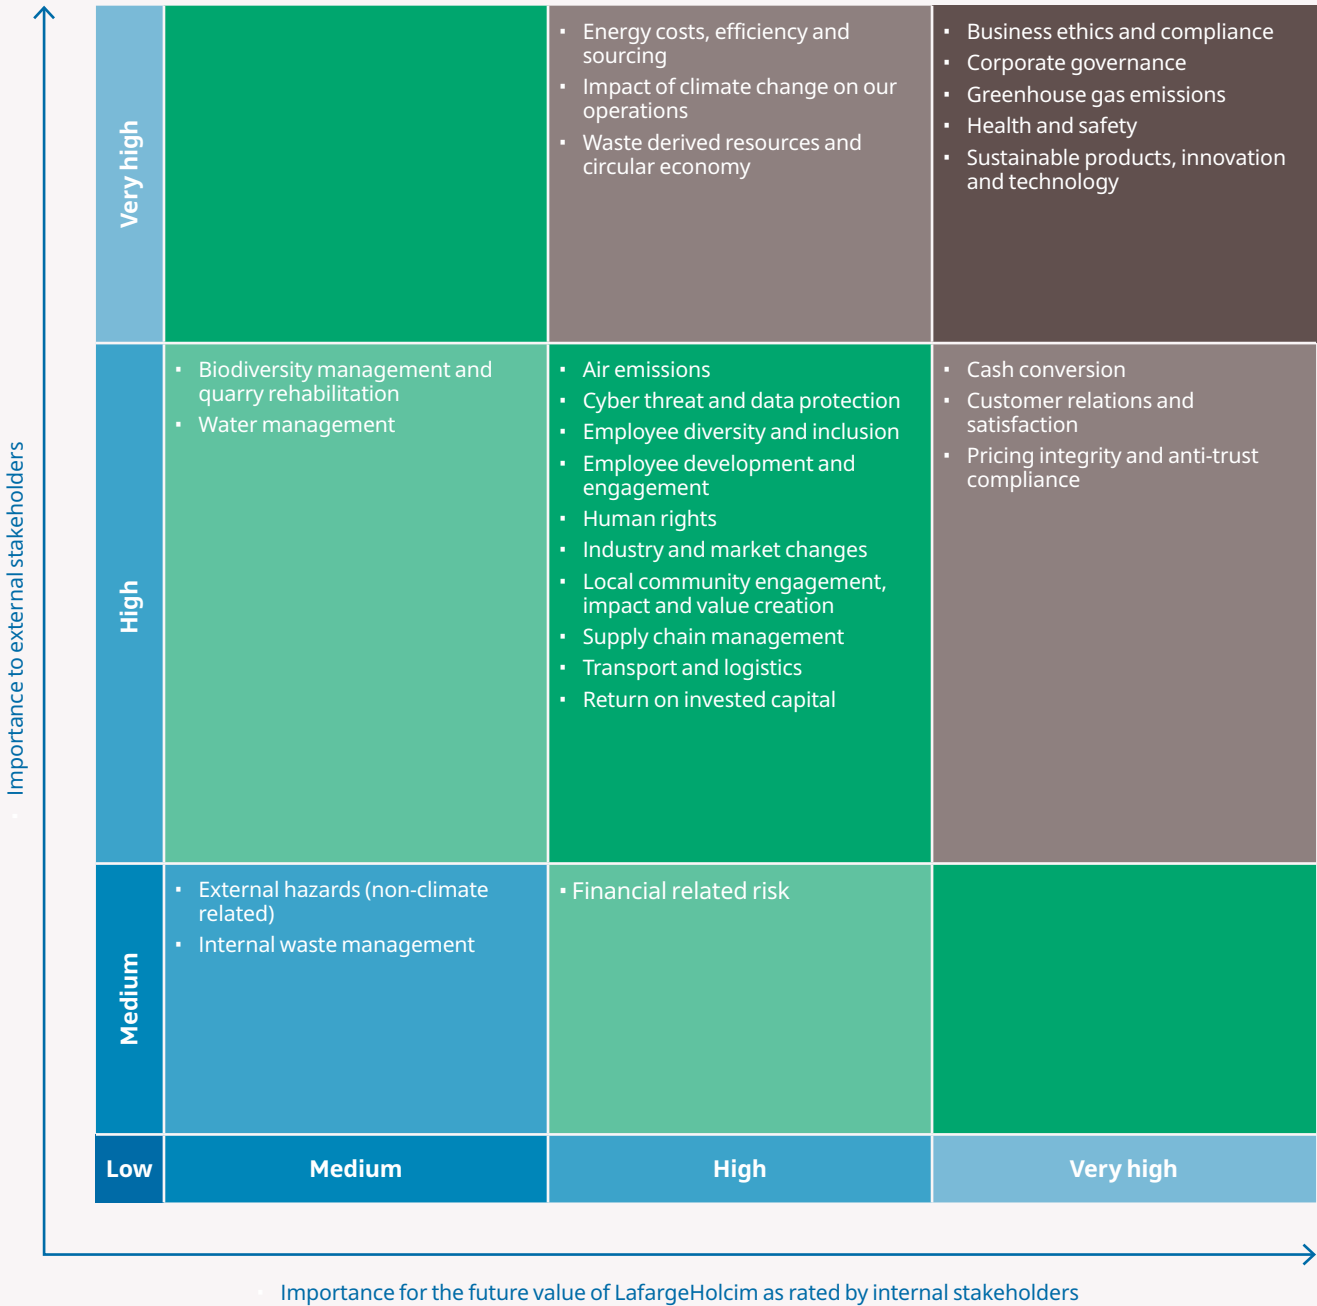 Importance to external stakeholders
Very high
▪ Energy costs, efficiency and
sourcing
▪ Impact of climate change on our
operations
▪ Waste derived resources and
circular economy
▪ Business ethics and compliance
▪ Corporate governance
▪ Greenhouse gas emissions
▪ Health and safety
▪ Sustainable products, innovation
and technology
High
▪ Biodiversity management and
quarry rehabilitation
▪ Water management
▪ Air emissions
▪ Cyber threat and data protection
▪ Employee diversity and inclusion
▪ Employee development and
engagement
▪ Human rights
▪ Industry and market changes
▪ Local community engagement,
impact and value creation
▪ Supply chain management
▪ Transport and logistics
▪ Return on invested capital
▪ Cash conversion
▪ Customer relations and
satisfaction
▪ Pricing integrity and anti-trust
compliance
Medium
▪ External hazards (non-climate
related)
▪ Internal waste management
▪ Financial related risk
Low
Medium
High
Very high
Importance for the future value of LafargeHolcim as rated by internal stakeholders